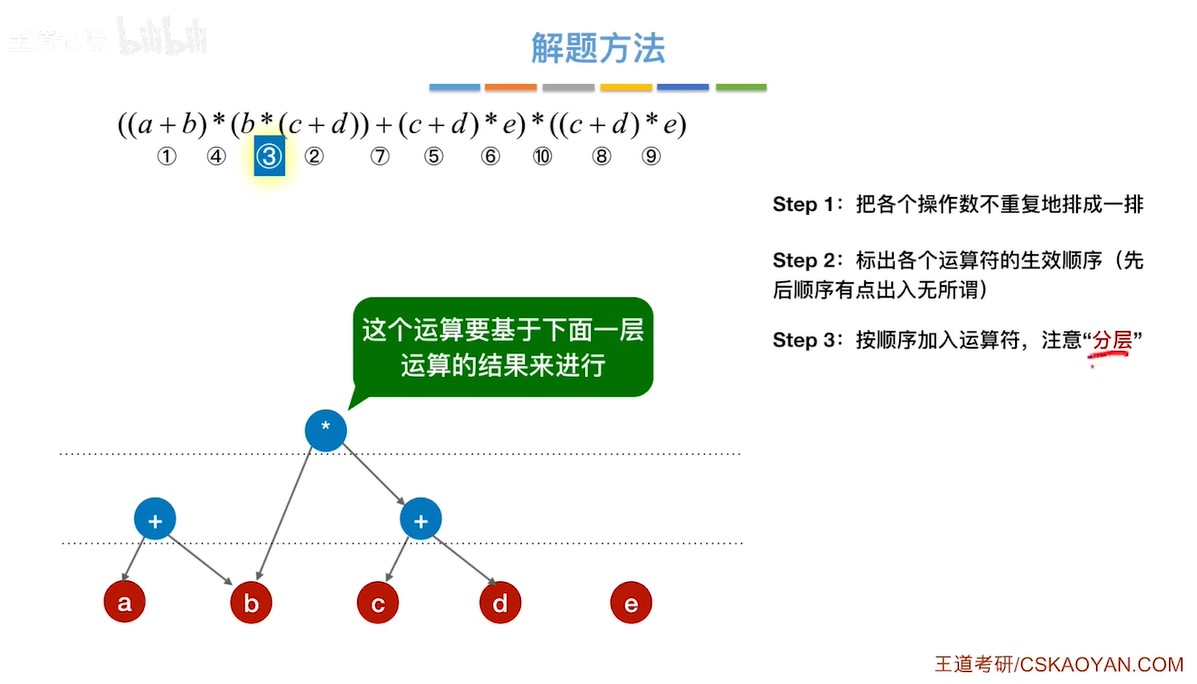 王道论坛 bilibili
解题方法
((a+b)*(b*(c+d))+(c+d)*e)*((c+d)*e)
① ④ ③ ② ⑦ ⑤ ⑥ ⑩ ⑧ ⑨
Step 1：把各个操作数不重复地排成一排
Step 2：标出各个运算符的生效顺序（先
后顺序有点出入无所谓）
Step 3：按顺序加入运算符，注意“分层”
这个运算要基于下面一层
运算的结果来进行
*
+ +
a b c d e
王道考研/CSKAOYAN.COM